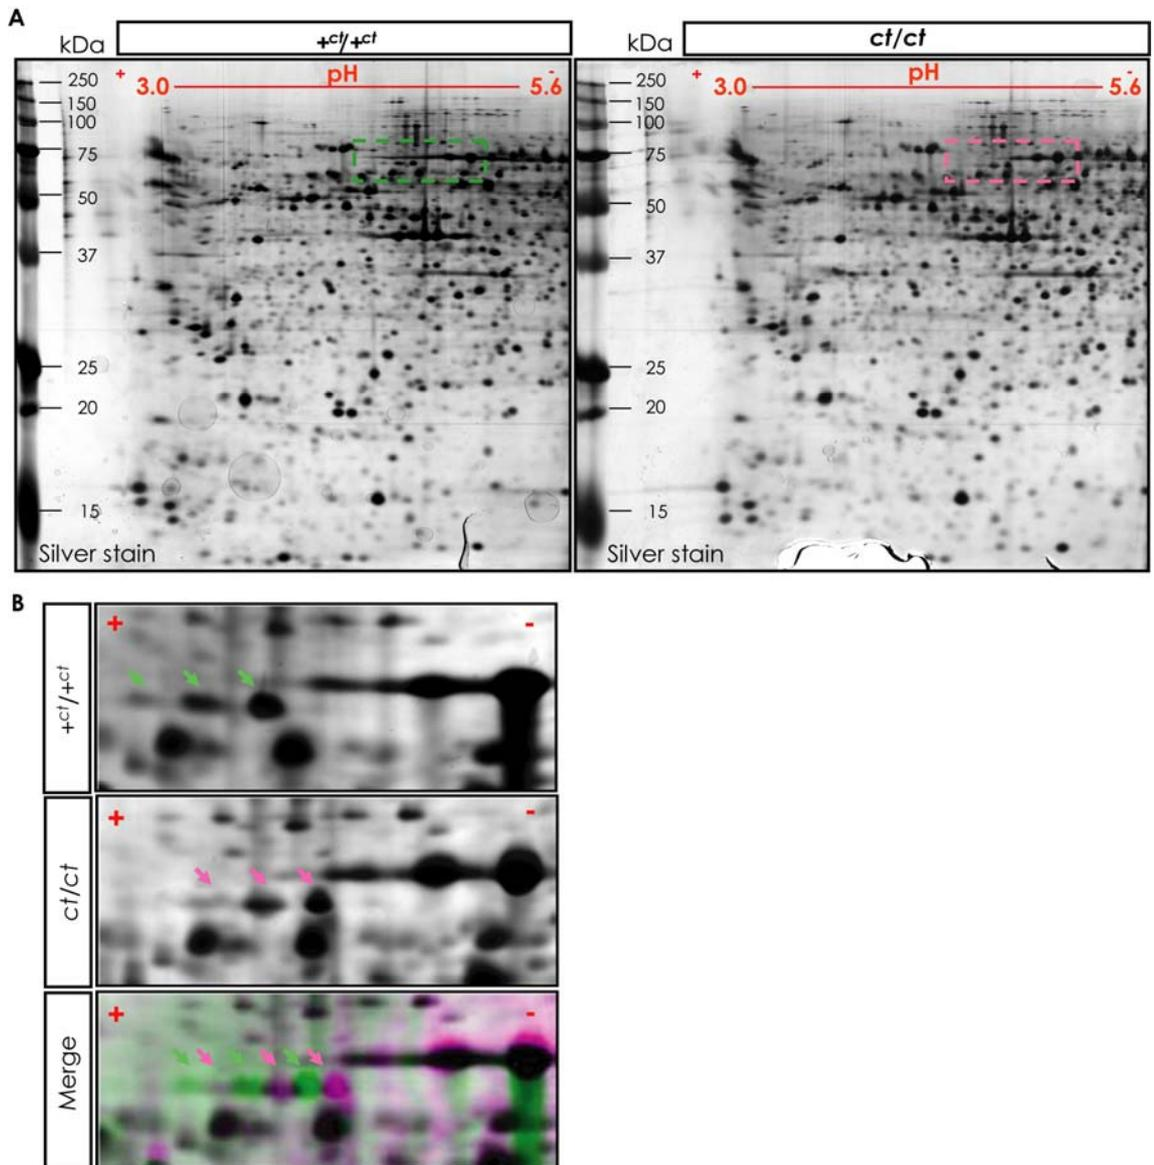 A
kDa
+ct/+ct
+ 3.0 pH - 5.6
250
150
100
75
50
37
25
20
15
Silver stain
kDa
ct/ct
+ 3.0 pH - 5.6
250
150
100
75
50
37
25
20
15
Silver stain
B
+ct/+ct
+ -
ct/ct
+ -
Merge
+ -